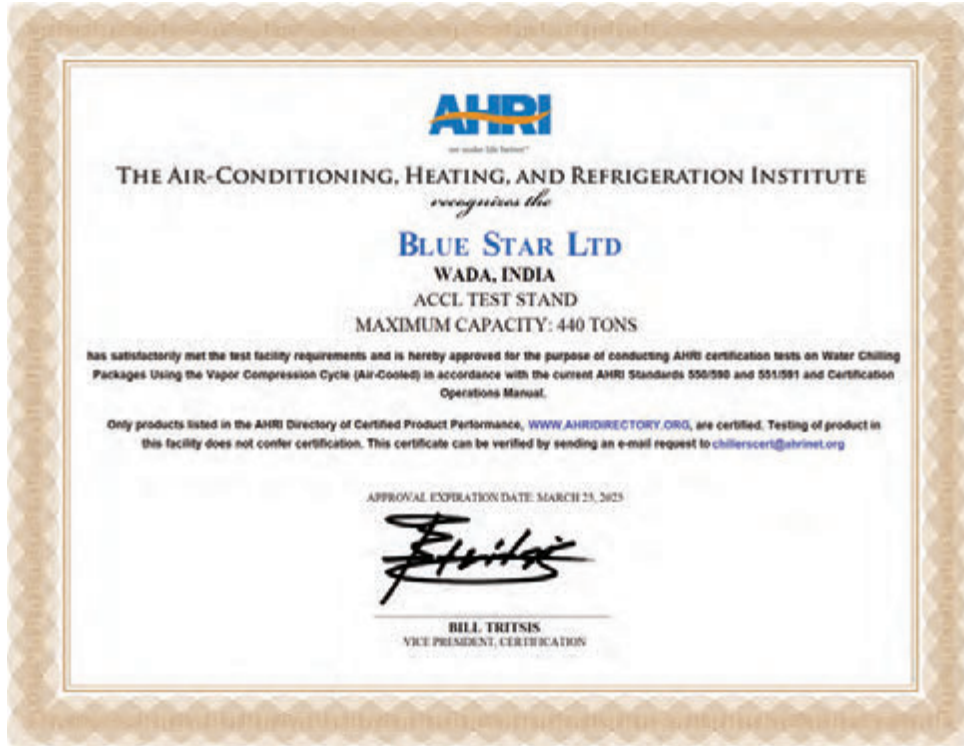 AHRI
we make life better™
THE AIR-CONDITIONING, HEATING, AND REFRIGERATION INSTITUTE
recognizes the
BLUE STAR LTD
WADA, INDIA
ACCL TEST STAND
MAXIMUM CAPACITY: 440 TONS
has satisfactorily met the test facility requirements and is hereby approved for the purpose of conducting AHRI certification tests on Water Chilling
Packages Using the Vapor Compression Cycle (Air-Cooled) in accordance with the current AHRI Standards 550/590 and 551/591 and Certification
Operations Manual.
Only products listed in the AHRI Directory of Certified Product Performance, WWW.AHRIDIRECTORY.ORG, are certified. Testing of product in
this facility does not confer certification. This certificate can be verified by sending an e-mail request to chillerscert@ahrinet.org
APPROVAL EXPIRATION DATE: MARCH 25, 2025
BILL TRITSIS
VICE PRESIDENT, CERTIFICATION